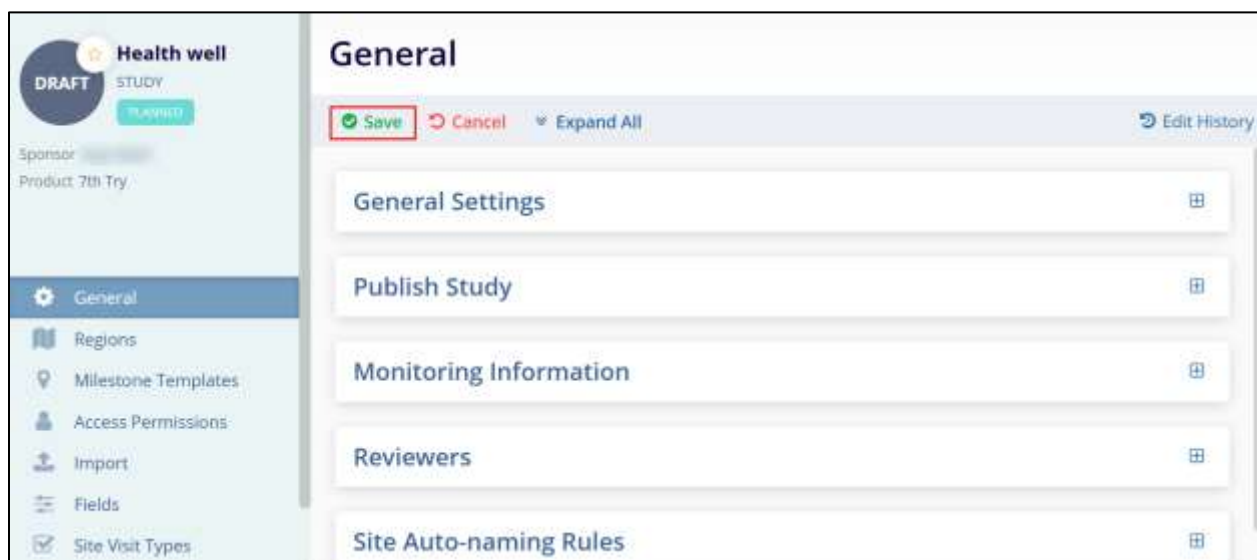 Health well
DRAFT
STUDY
PLANNED
Sponsor
Product 7th Try
General
Regions
Milestone Templates
Access Permissions
Import
Fields
Site Visit Types
General
Save Cancel Expand All Edit History
General Settings
Publish Study
Monitoring Information
Reviewers
Site Auto-naming Rules